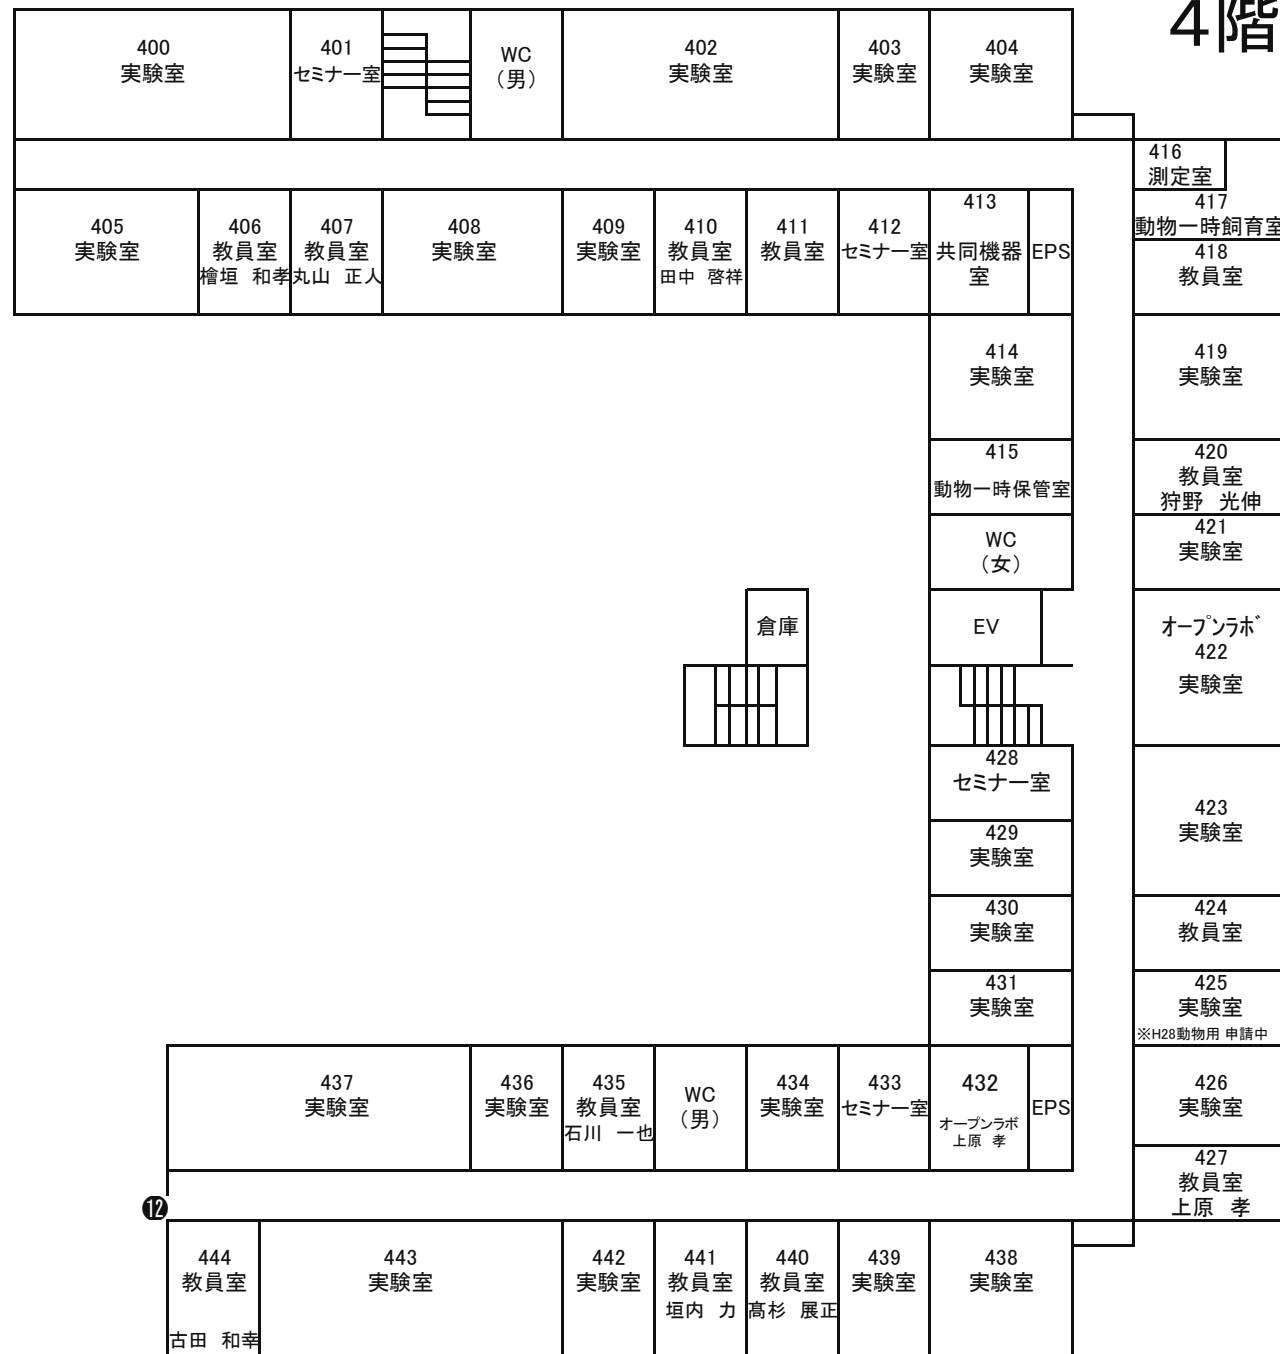 4階
400
実験室
401
セミナー室
WC
（男）
402
実験室
403
実験室
404
実験室
405
実験室
406
教員室
檜垣 和孝
407
教員室
丸山 正人
408
実験室
409
実験室
410
教員室
田中 啓祥
411
教員室
412
セミナー室
413
共同機器
室
EPS
416
測定室
417
動物一時飼育室
418
教員室
414
実験室
419
実験室
415
動物一時保管室
420
教員室
狩野 光伸
WC
（女）
421
実験室
倉庫
EV
ｵｰﾌﾟﾝﾗﾎﾞ
422
実験室
428
セミナー室
423
実験室
429
実験室
430
実験室
424
教員室
431
実験室
425
実験室
※H28動物用 申請中
437
実験室
436
実験室
435
教員室
石川 一也
WC
（男）
434
実験室
433
セミナー室
432
オープンラボ
上原 孝
EPS
426
実験室
427
教員室
上原 孝
⓬
444
教員室
古田 和幸
443
実験室
442
実験室
441
教員室
垣内 力
440
教員室
髙杉 展正
439
実験室
438
実験室